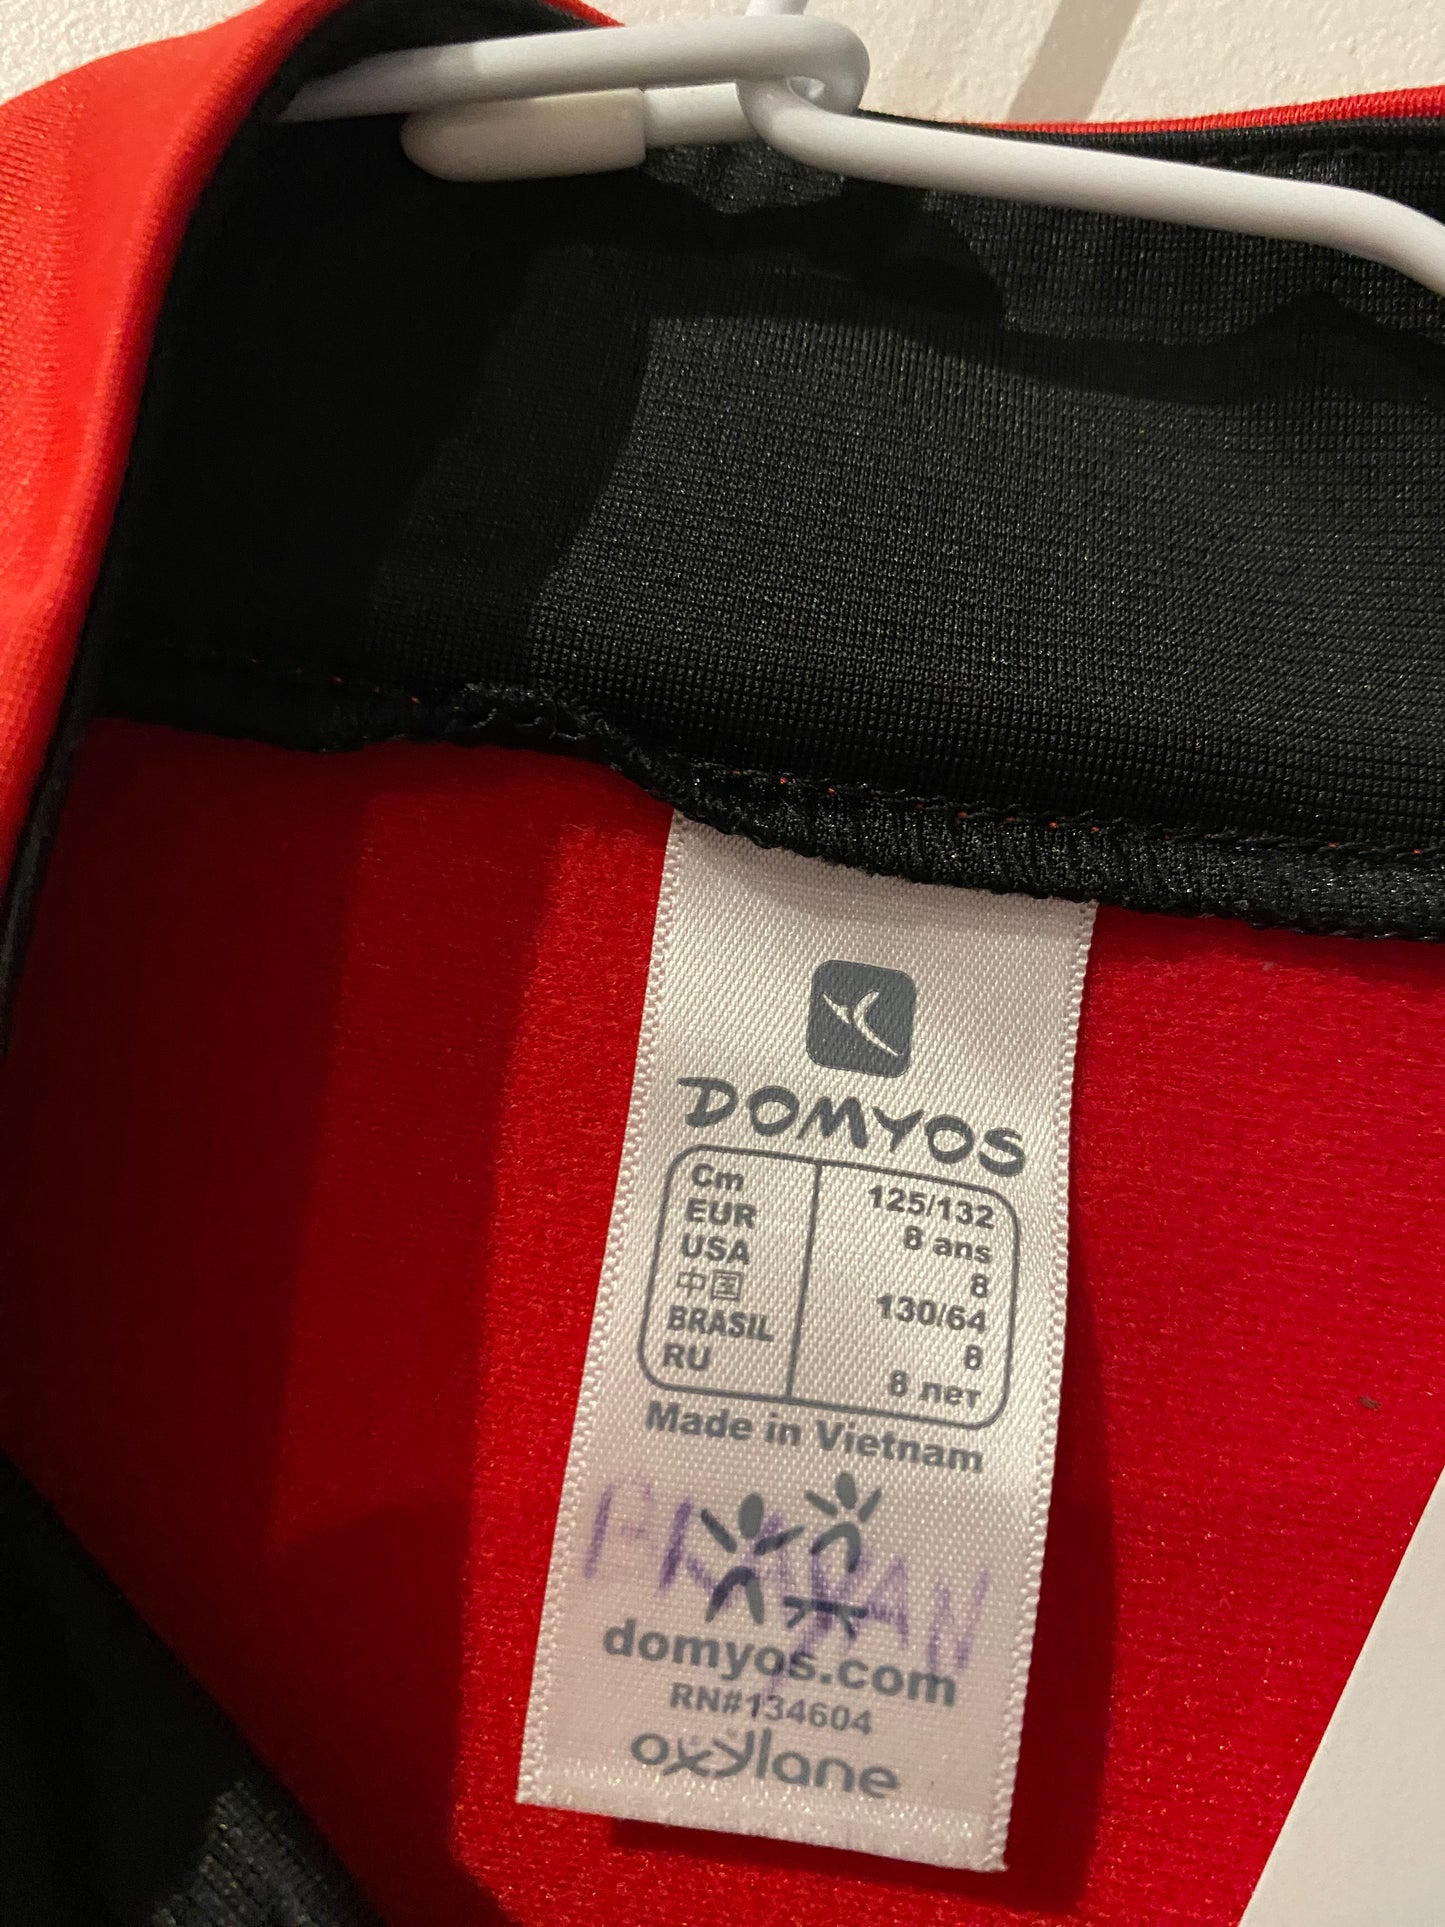 DOMYOS
Cm 125/132
EUR 8 ans
USA 8
中国 130/64
BRASIL 8
RU 8 лет
Made in Vietnam
domyos.com
RN#134604
oxylane